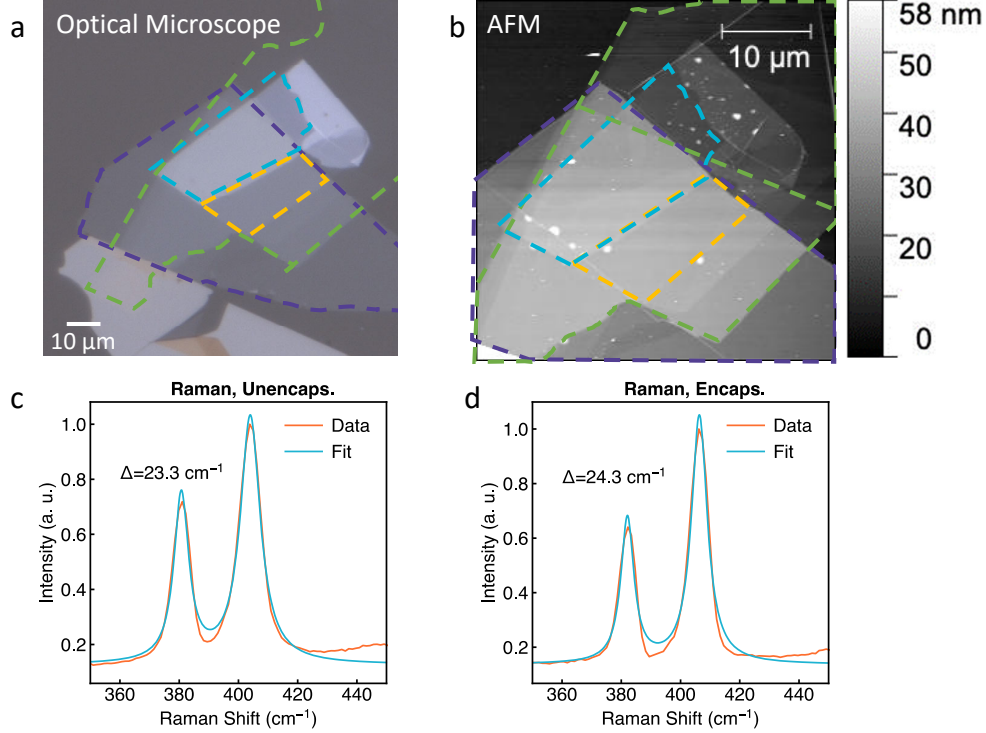 a
Optical Microscope
10 μm
b
AFM
10 μm
58 nm
50
40
30
20
0
c
Raman, Unencaps.
Data
Fit
Δ=23.3 cm⁻¹
1.0
0.8
0.6
0.4
0.2
Intensity (a. u.)
360 380 400 420 440
Raman Shift (cm⁻¹)
d
Raman, Encaps.
Data
Fit
Δ=24.3 cm⁻¹
1.0
0.8
0.6
0.4
0.2
Intensity (a. u.)
360 380 400 420 440
Raman Shift (cm⁻¹)